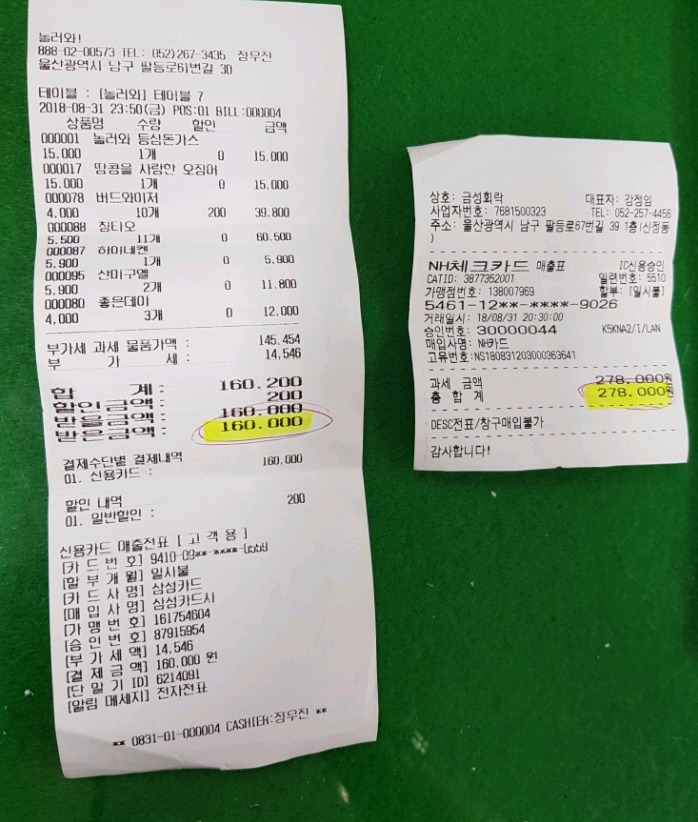 놀러와!
888-02-00573 TEL: 052)267-3435 정우진
울산광역시 남구 팔등로61번길 30
테이블 : [놀러와] 테이블 7
2018-08-31 23:50(금) POS:01 BILL:000004
상품명 수량 할인 금액
000001 놀러와 등심돈가스
15,000 1개 0 15,000
000017 땅콩을 사랑한 오징어
15,000 1개 0 15,000
000078 버드와이저
4,000 10개 200 39,800
000088 칭타오
5,500 11개 0 60,500
000087 하이네켄
5,900 1개 0 5,900
000095 산미구엘
5,900 2개 0 11,800
000080 좋은데이
4,000 3개 0 12,000
부가세 과세 물품가액 : 145,454
부 가 세 : 14,546
합 계: 160,200
할인금액: 200
받을금액: 160,000
받은금액: 160,000
결제수단별 결제내역
01. 신용카드 : 160,000
할인 내역
01. 일반할인 : 200
신용카드 매출전표 [ 고 객 용 ]
[카 드 번 호] 9410-09**-****-
[할 부 개 월] 일시불
[카 드 사 명] 삼성카드
[매 입 사 명] 삼성카드사
[가 맹 번 호] 161754604
[승 인 번 호] 87915954
[부 가 세 액] 14,546
[결 제 금 액] 160,000 원
[단 말 기 ID] 6214091
[알림 메세지] 전자전표
** 0831-01-000004 CASHIER:정우진 **
상호: 금성회락 대표자: 강정임
사업자번호: 7681500323 TEL: 052-257-4456
주소: 울산광역시 남구 팔등로67번길 39 1층(신정동
)
NH체크카드 매출표 IC신용승인
CATID: 3877352001 일련번호: 5510
가맹점번호: 138007969 할부: [일시불]
5461-12**-****-9026
거래일시: 18/08/31 20:30:00
승인번호: 30000044 K5KNA2/I/LAN
매입사명: NH카드
고유번호:NS180831203000363641
과세 금액 278,000원
총 합 계 278,000원
DESC전표/창구매입불가
감사합니다!